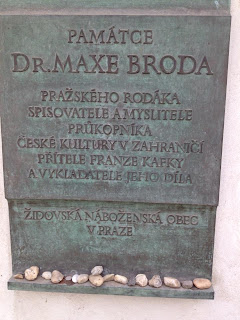 PAMÁTCE
DR. MAXE BRODA
PRAŽSKÉHO RODÁKA
SPISOVATELE A MYSLITELE
PRŮKOPNÍKA
ČESKÉ KULTURY V ZAHRANIČÍ
PŘÍTELE FRANZE KAFKY
A VYKLADATELE JEHO DÍLA
ŽIDOVSKÁ NÁBOŽENSKÁ OBEC
V PRAZE